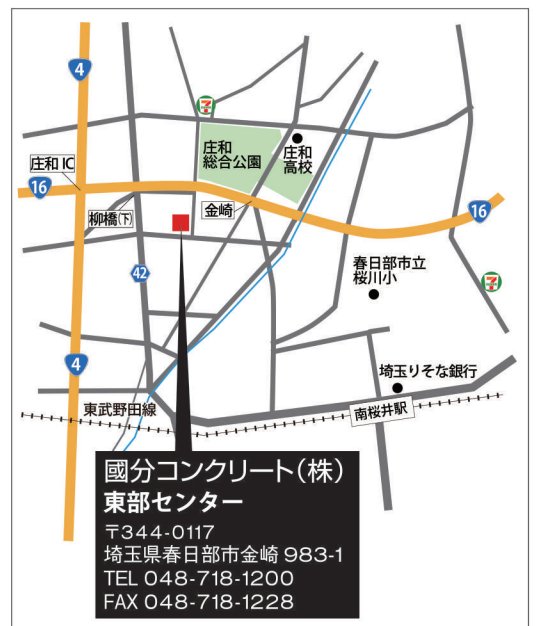 4
7
庄和
総合公園
庄和
高校
庄和IC
16
柳橋(下)
金崎
16
42
春日部市立
桜川小
7
4
埼玉りそな銀行
東武野田線
南桜井駅
國分コンクリート(株)
東部センター
〒344-0117
埼玉県春日部市金崎 983-1
TEL 048-718-1200
FAX 048-718-1228